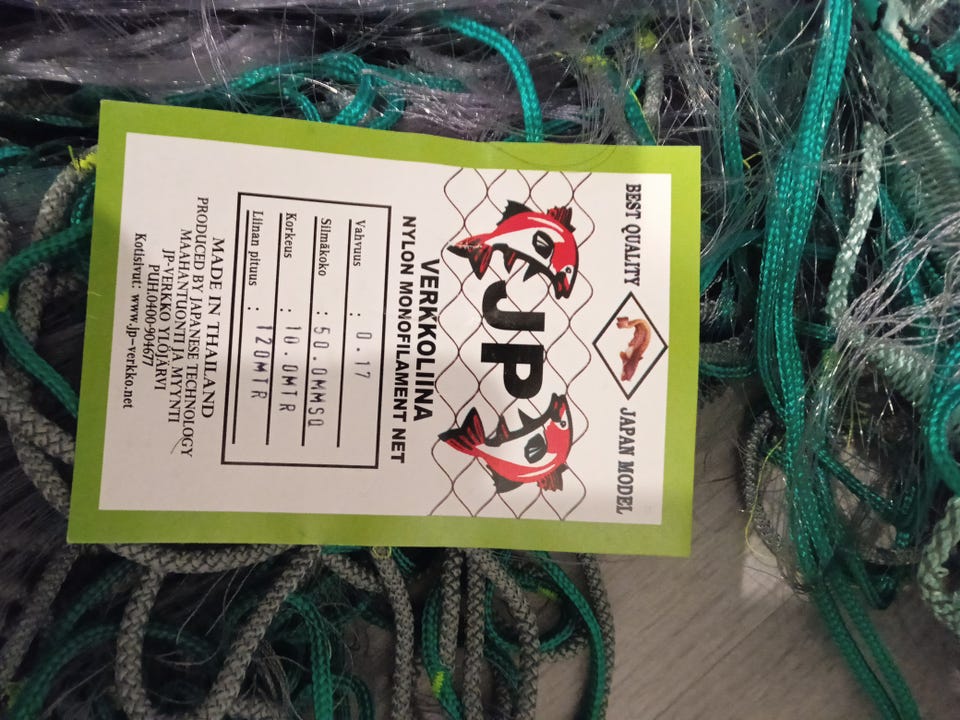 BEST QUALITY JAPAN MODEL
JP
VERKKOLIINA
NYLON MONOFILAMENT NET
Vahvuus : 0.17
Silmäkoko : 50.0MMSQ
Korkeus : 10.0MTR
Liinan pituus : 120MTR
MADE IN THAILAND
PRODUCED BY JAPANESE TECHNOLOGY
MAAHANTUONTI JA MYYNTI
JP-VERKKO YLÖJÄRVI
PUH.0400-904677
Kotisivut: www.jp-verkko.net